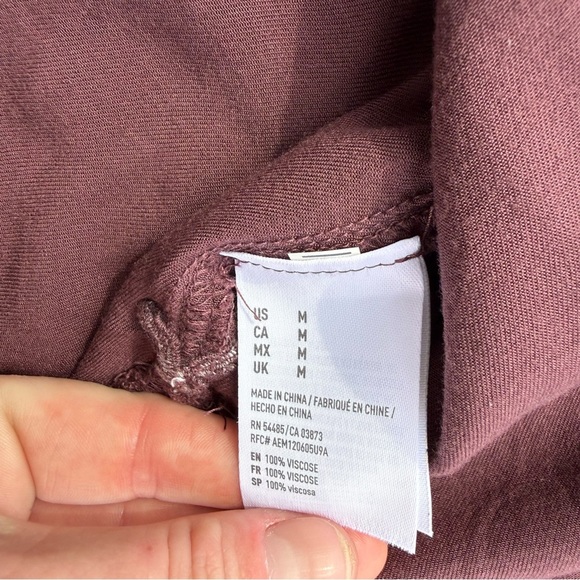 US M
CA M
MX M
UK M
MADE IN CHINA / FABRIQUÉ EN CHINE /
HECHO EN CHINA
RN 54485/CA 03873
RFC# AEM120605U9A
EN 100% VISCOSE
FR 100% VISCOSE
SP 100% viscosa